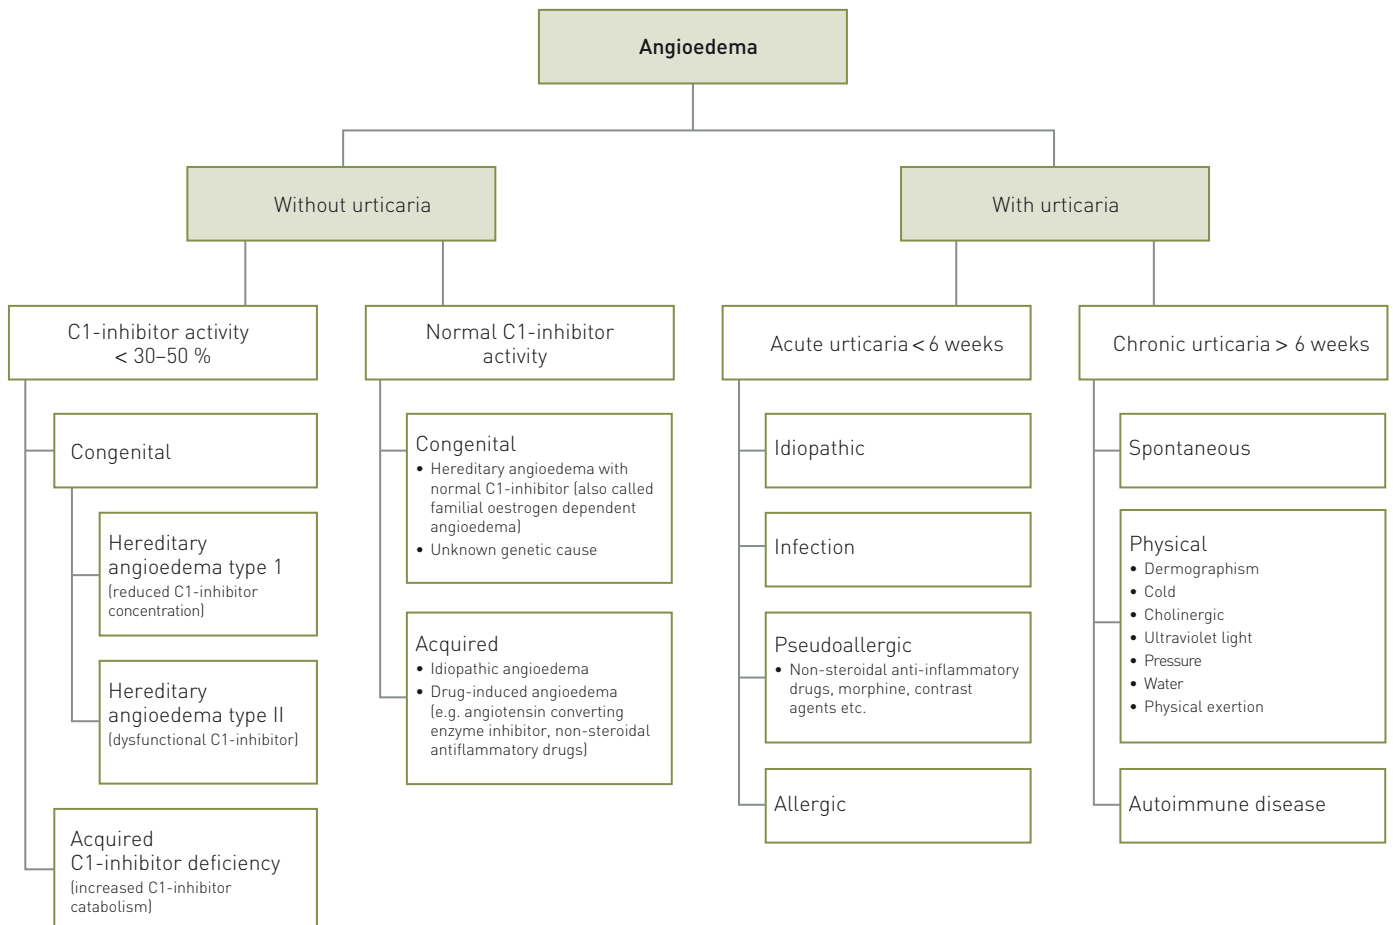 Angioedema
Without urticaria
With urticaria
C1-inhibitor activity
< 30–50 %
Normal C1-inhibitor
activity
Acute urticaria < 6 weeks
Chronic urticaria > 6 weeks
Congenital
Hereditary
angioedema type 1
(reduced C1-inhibitor
concentration)
Hereditary
angioedema type II
(dysfunctional C1-inhibitor)
Acquired
C1-inhibitor deficiency
(increased C1-inhibitor
catabolism)
Congenital
• Hereditary angioedema with
normal C1-inhibitor (also called
familial oestrogen dependent
angioedema)
• Unknown genetic cause
Acquired
• Idiopathic angioedema
• Drug-induced angioedema
(e.g. angiotensin converting
enzyme inhibitor, non-steroidal
antiflammatory drugs)
Idiopathic
Infection
Pseudoallergic
• Non-steroidal anti-inflammatory
drugs, morphine, contrast
agents etc.
Allergic
Spontaneous
Physical
• Dermographism
• Cold
• Cholinergic
• Ultraviolet light
• Pressure
• Water
• Physical exertion
Autoimmune disease